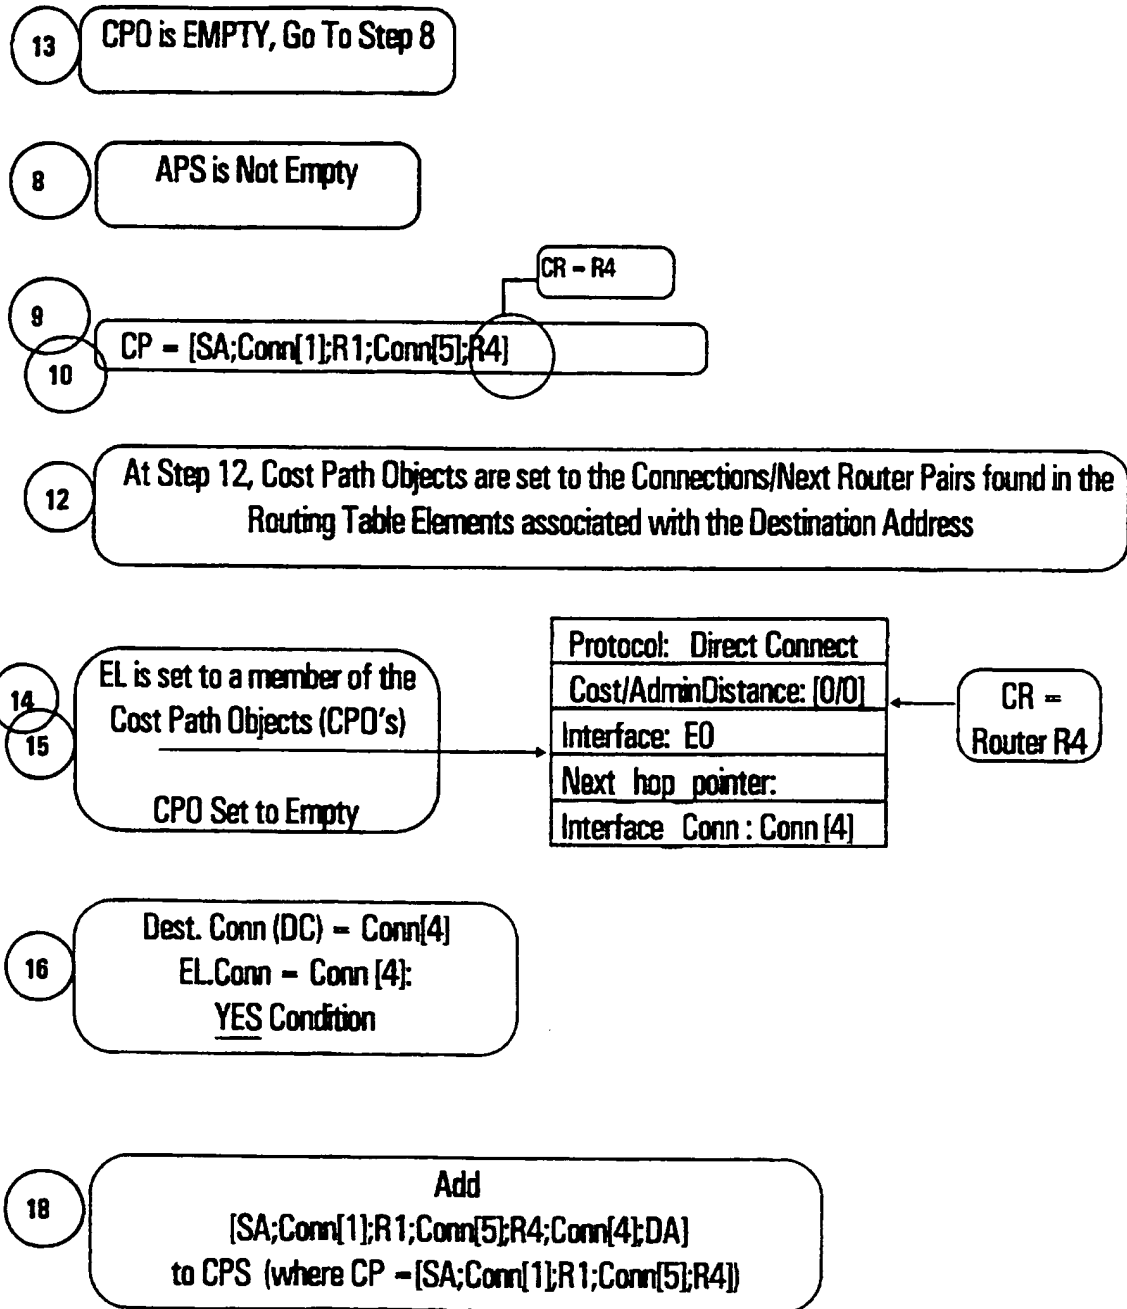 13
CPO is EMPTY, Go To Step 8
8
APS is Not Empty
CR = R4
9
10
CP = [SA;Conn[1];R1;Conn[5];R4]
12
At Step 12, Cost Path Objects are set to the Connections/Next Router Pairs found in the
Routing Table Elements associated with the Destination Address
14
15
EL is set to a member of the
Cost Path Objects (CPO's)
CPO Set to Empty
Protocol: Direct Connect
Cost/AdminDistance: [0/0]
Interface: E0
Next hop pointer:
Interface Conn : Conn [4]
CR =
Router R4
16
Dest. Conn (DC) = Conn[4]
EL.Conn = Conn [4]:
YES Condition
18
Add
[SA;Conn[1];R1;Conn[5];R4;Conn[4];DA]
to CPS (where CP =[SA;Conn[1];R1;Conn[5];R4])